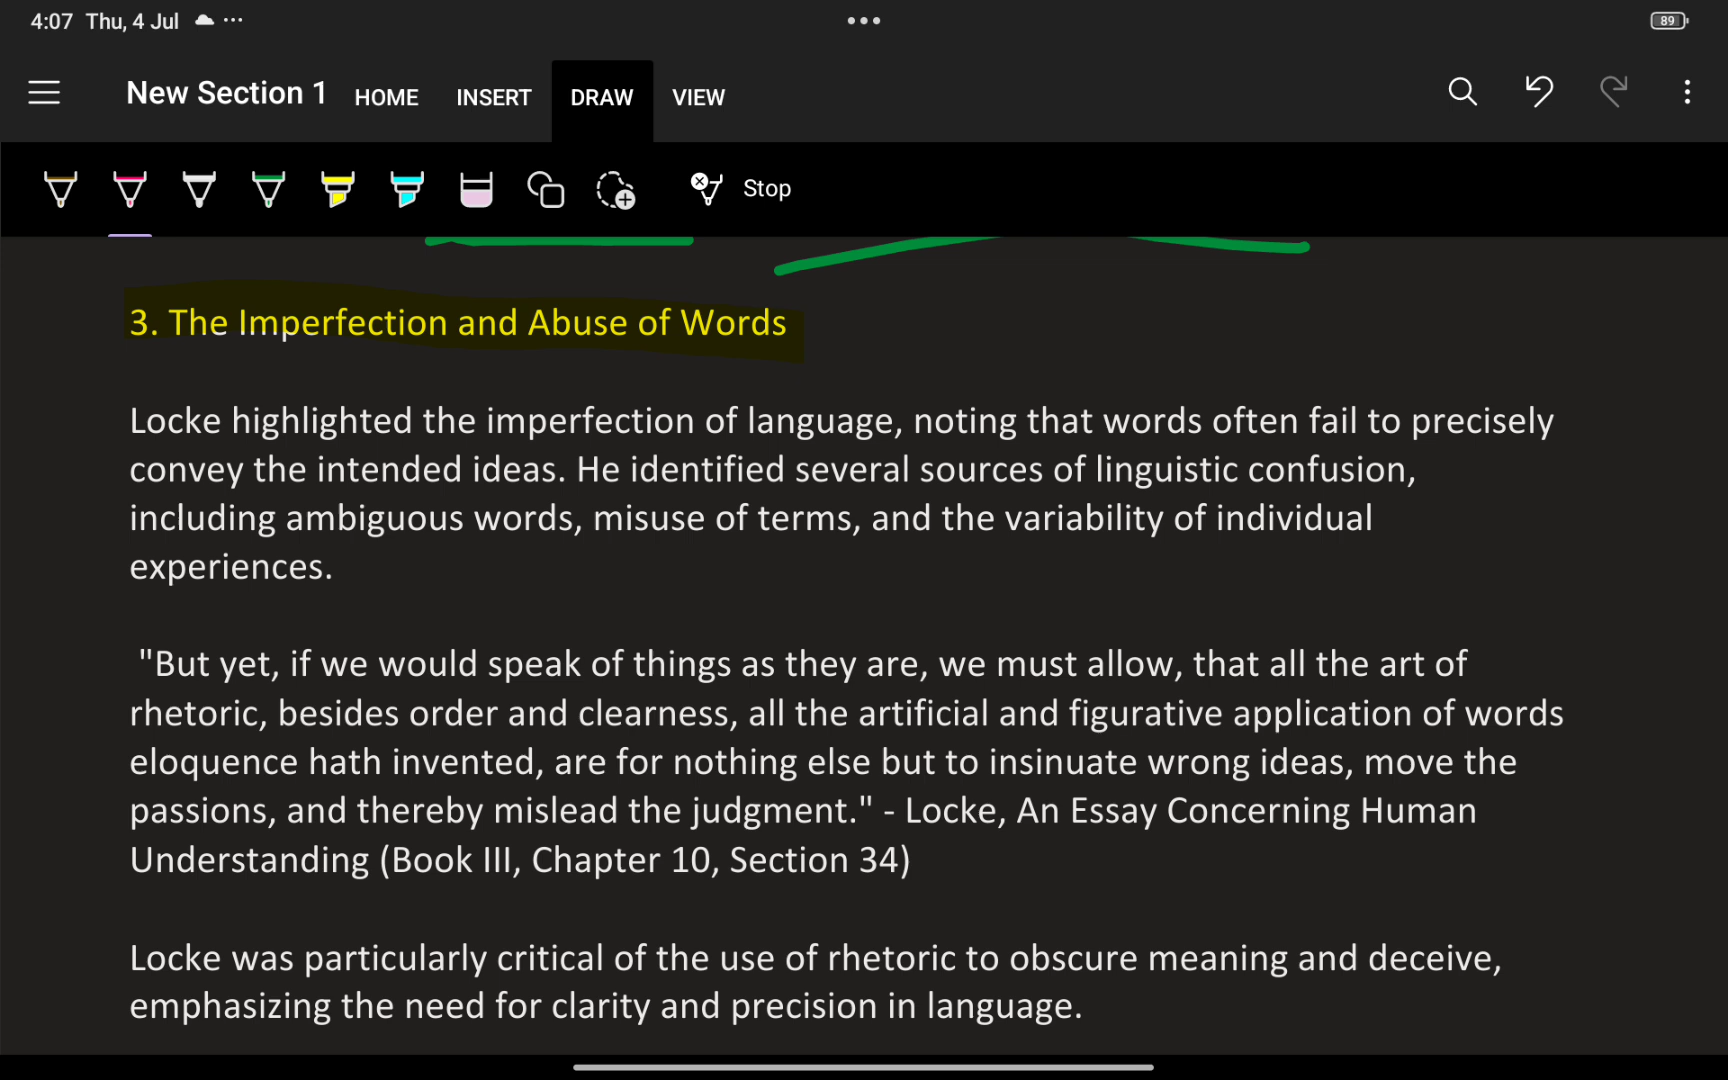 4:07 Thu, 4 Jul
89
New Section 1 HOME INSERT DRAW VIEW
Stop
3. The Imperfection and Abuse of Words
Locke highlighted the imperfection of language, noting that words often fail to precisely
convey the intended ideas. He identified several sources of linguistic confusion,
including ambiguous words, misuse of terms, and the variability of individual
experiences.
"But yet, if we would speak of things as they are, we must allow, that all the art of
rhetoric, besides order and clearness, all the artificial and figurative application of words
eloquence hath invented, are for nothing else but to insinuate wrong ideas, move the
passions, and thereby mislead the judgment." - Locke, An Essay Concerning Human
Understanding (Book III, Chapter 10, Section 34)
Locke was particularly critical of the use of rhetoric to obscure meaning and deceive,
emphasizing the need for clarity and precision in language.